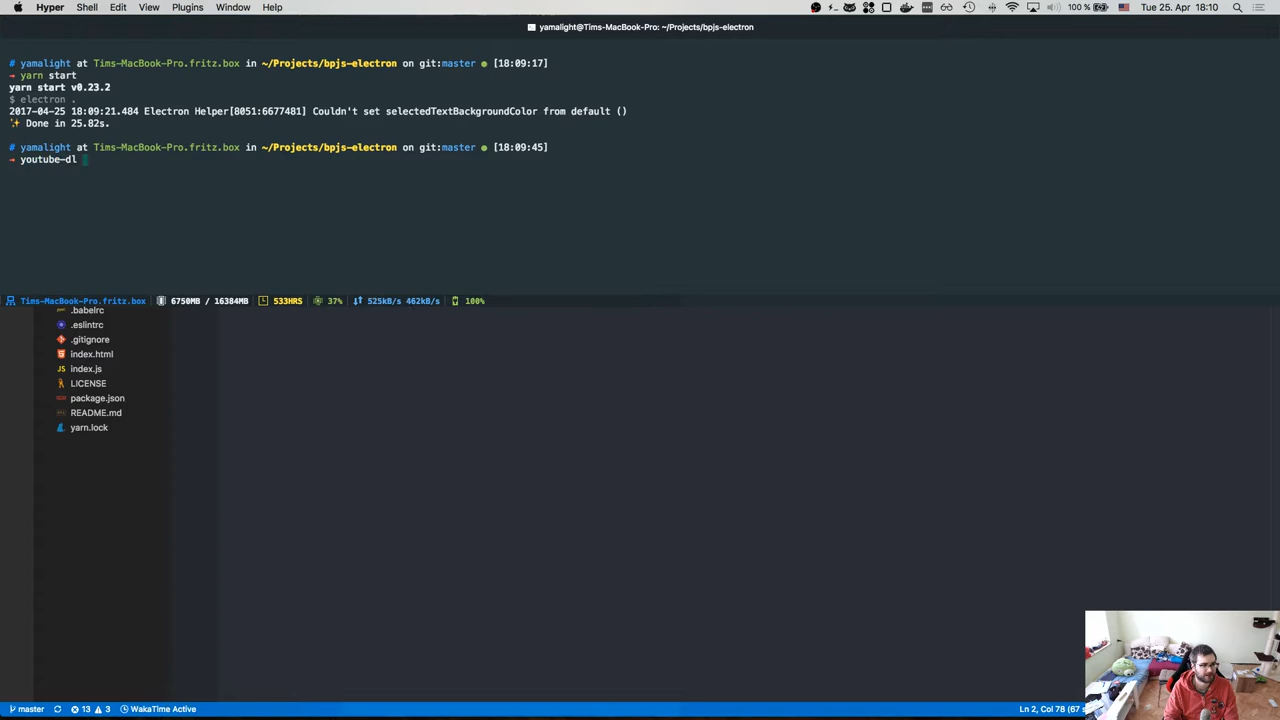 Hyper Shell Edit View Plugins Window Help 100 % Tue 25. Apr 18:10
yamalight@Tims-MacBook-Pro: ~/Projects/bpjs-electron
# yamalight at Tims-MacBook-Pro.fritz.box in ~/Projects/bpjs-electron on git:master ● [18:09:17]
→ yarn start
yarn start v0.23.2
$ electron .
2017-04-25 18:09:21.484 Electron Helper[8051:6677481] Couldn't set selectedTextBackgroundColor from default ()
✨ Done in 25.82s.
# yamalight at Tims-MacBook-Pro.fritz.box in ~/Projects/bpjs-electron on git:master ● [18:09:45]
→ youtube-dl
Tims-MacBook-Pro.fritz.box 6750MB / 16384MB 533HRS 37% 525kB/s 462kB/s 100%
.babelrc
.eslintrc
.gitignore
index.html
JS index.js
LICENSE
package.json
README.md
yarn.lock
master 13 3 WakaTime Active Ln 2, Col 78 (67 s